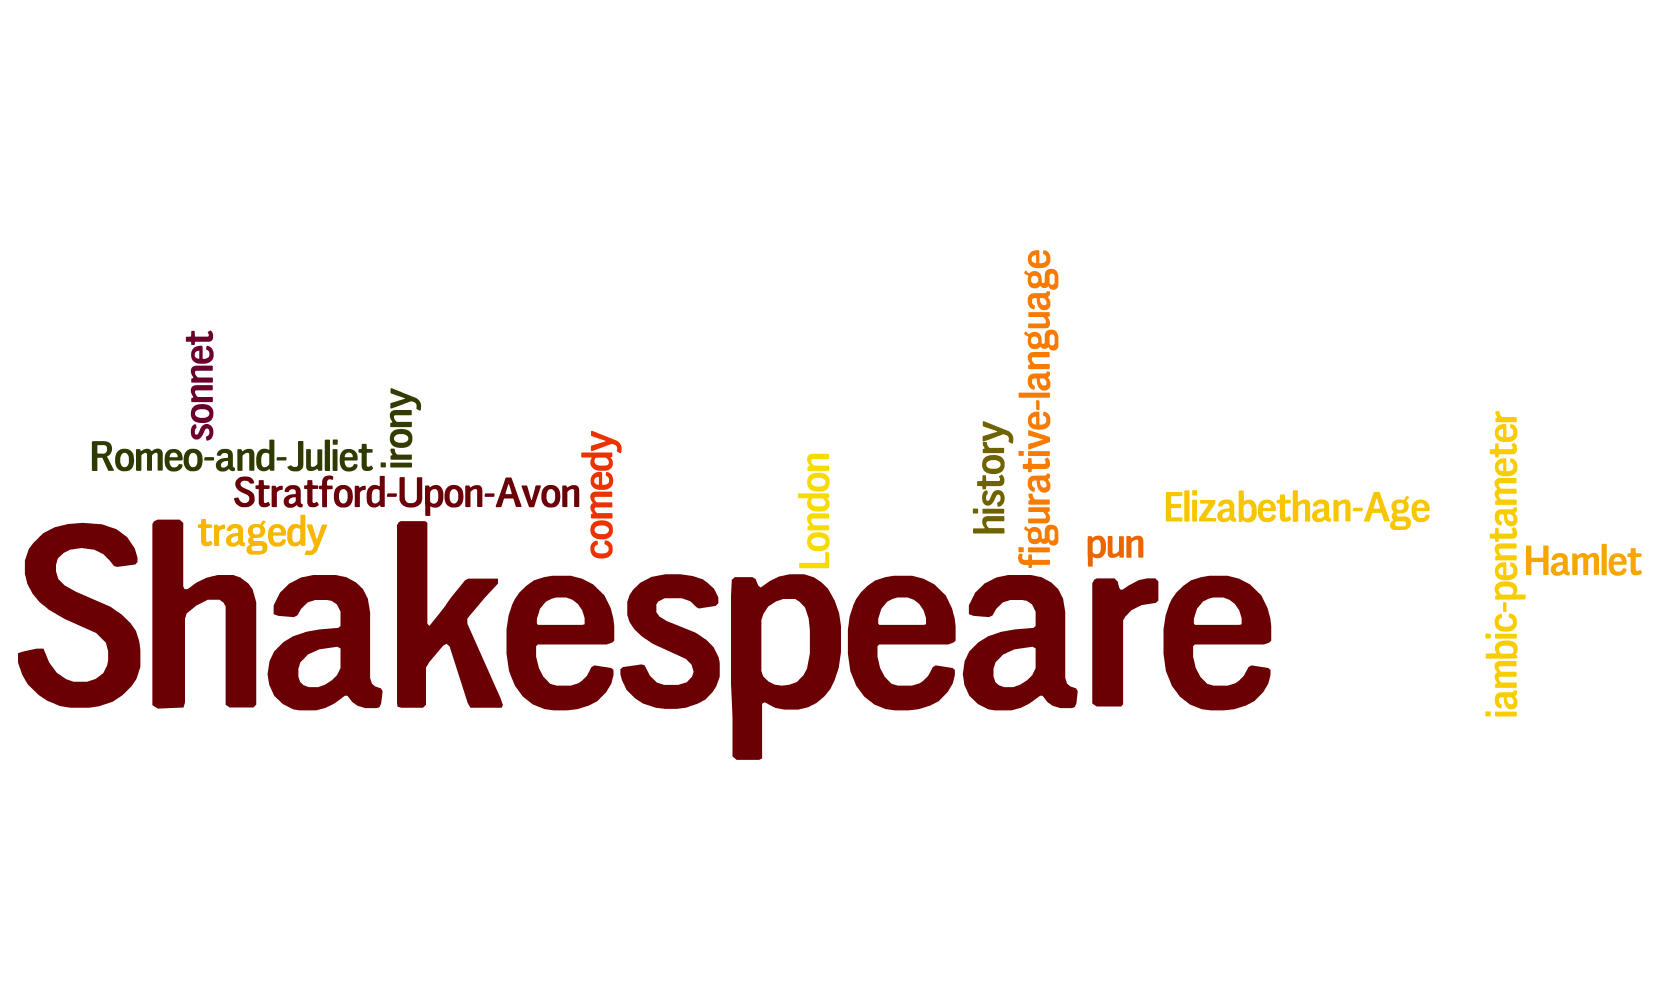 sonnet
Romeo-and-Juliet
irony
Stratford-Upon-Avon
tragedy
comedy
London
history
figurative-language
pun
Elizabethan-Age
iambic-pentameter
Hamlet
Shakespeare